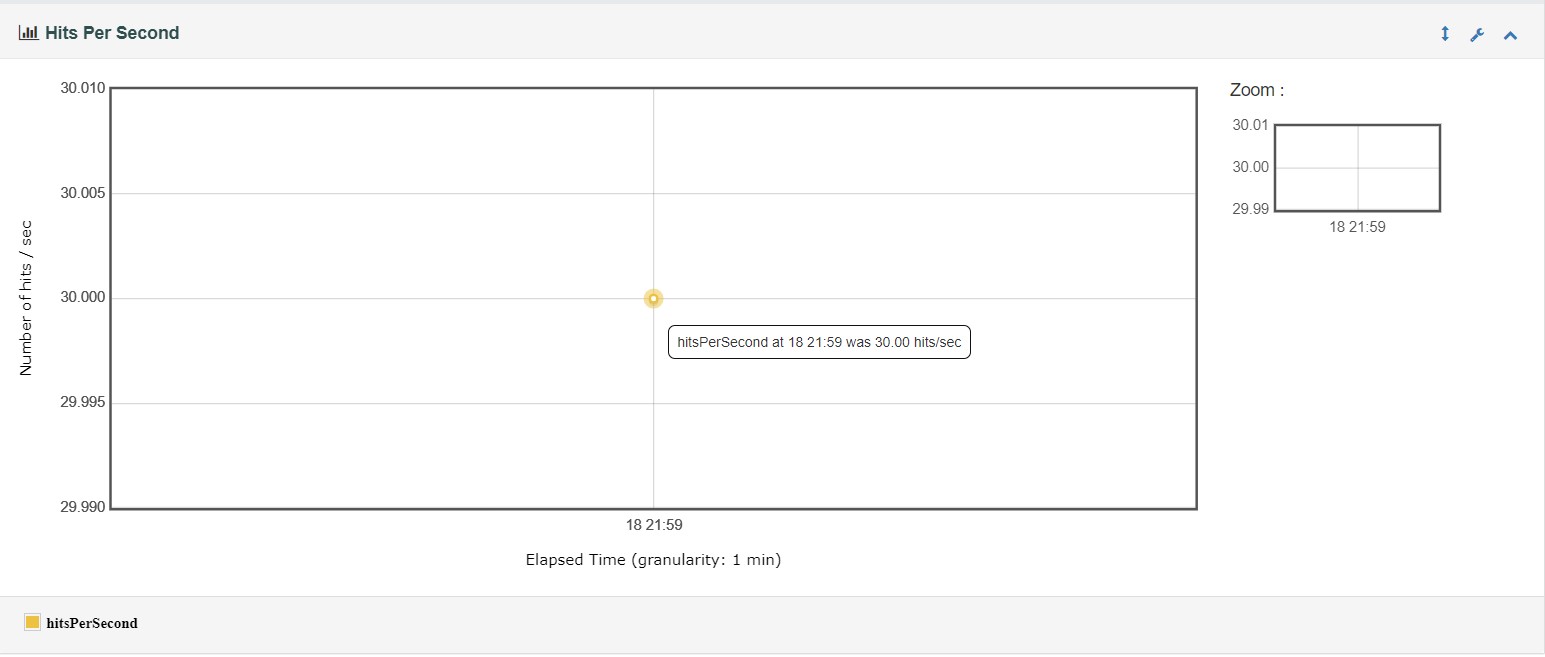 Hits Per Second
30.010
30.005
30.000
29.995
29.990
Number of hits / sec
hitsPerSecond at 18 21:59 was 30.00 hits/sec
18 21:59
Elapsed Time (granularity: 1 min)
Zoom :
30.01
30.00
29.99
18 21:59
hitsPerSecond